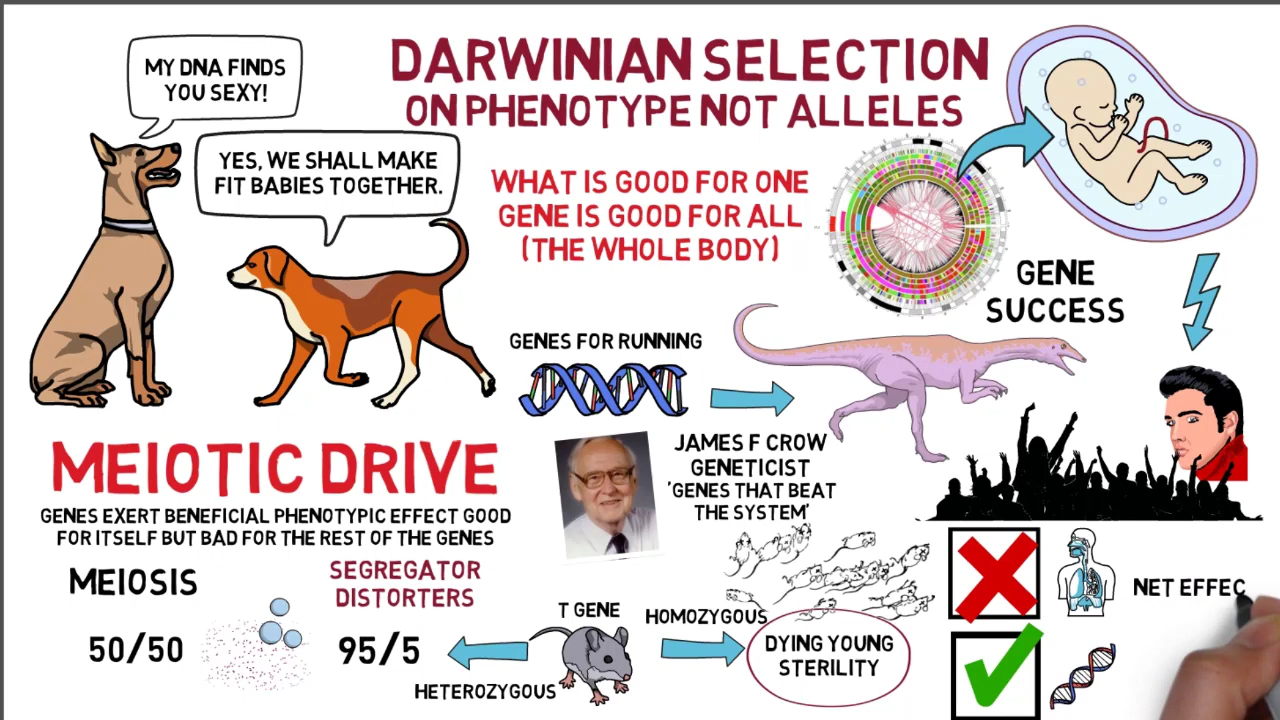 MY DNA FINDS
YOU SEXY!
DARWINIAN SELECTION
ON PHENOTYPE NOT ALLELES
YES, WE SHALL MAKE
FIT BABIES TOGETHER.
WHAT IS GOOD FOR ONE
GENE IS GOOD FOR ALL
(THE WHOLE BODY)
GENE
SUCCESS
GENES FOR RUNNING
MEIOTIC DRIVE
GENES EXERT BENEFICIAL PHENOTYPIC EFFECT GOOD
FOR ITSELF BUT BAD FOR THE REST OF THE GENES
JAMES F CROW
GENETICIST
'GENES THAT BEAT
THE SYSTEM'
MEIOSIS
50/50
SEGREGATOR
DISTORTERS
95/5
T GENE
HETEROZYGOUS
HOMOZYGOUS
DYING YOUNG
STERILITY
NET EFFEC